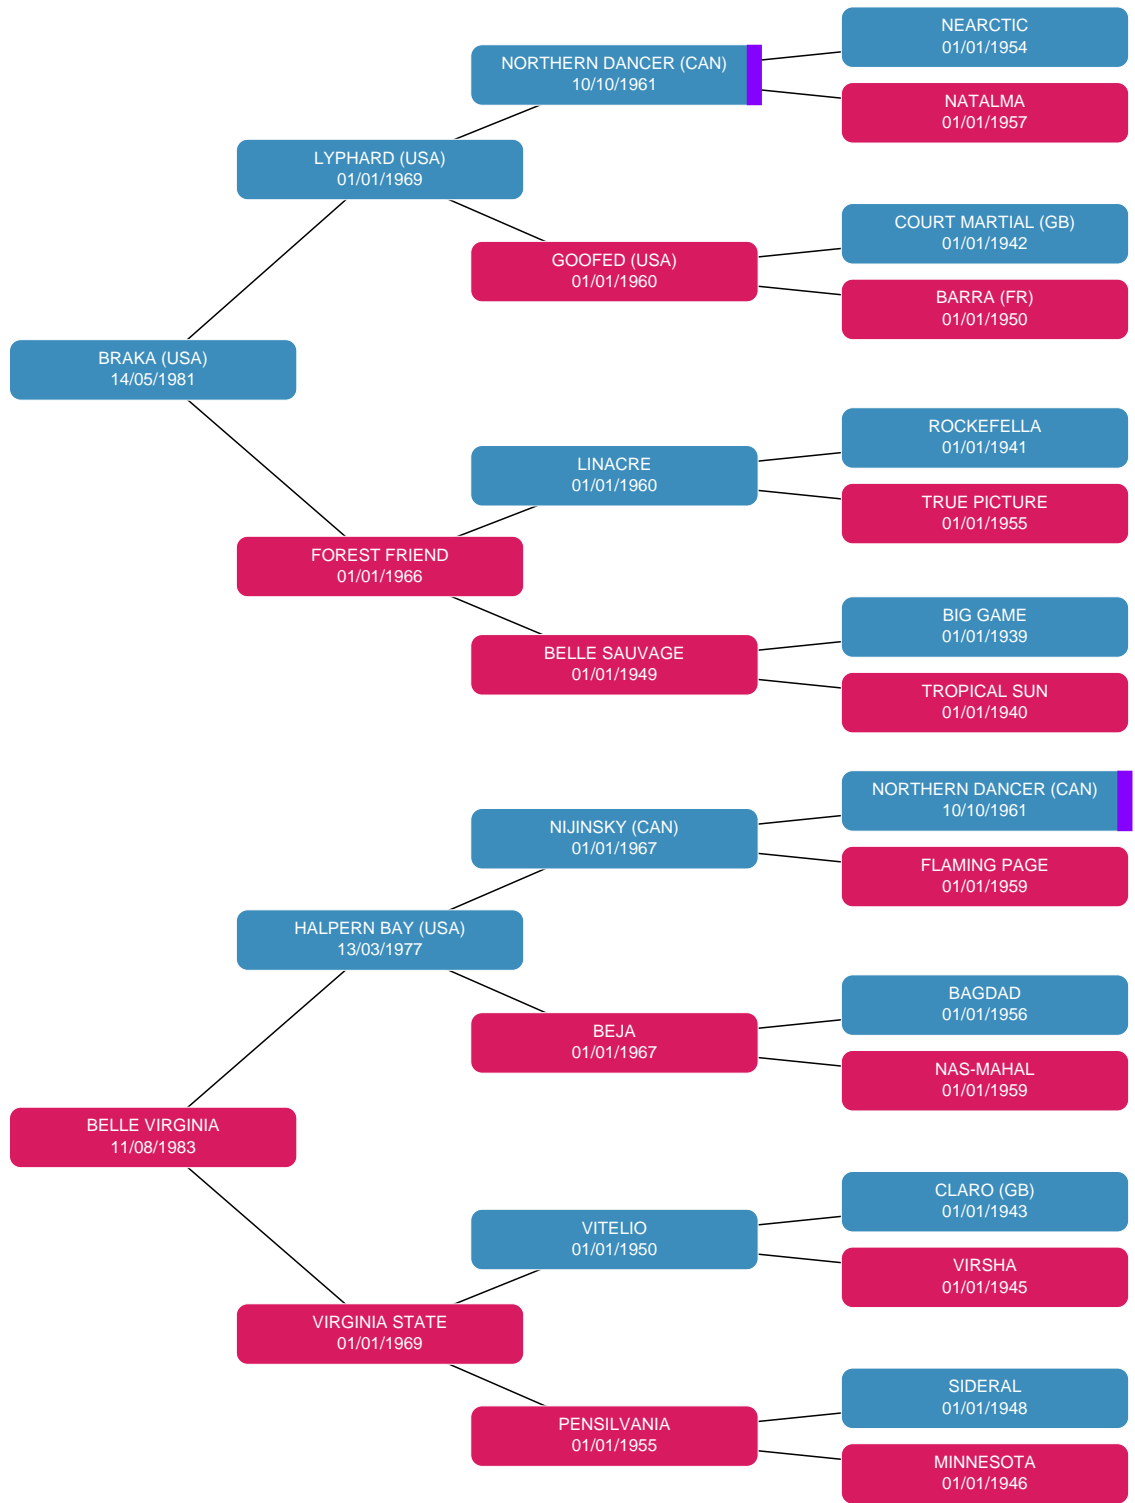 NEARCTIC
01/01/1954
NORTHERN DANCER (CAN)
10/10/1961
NATALMA
01/01/1957
LYPHARD (USA)
01/01/1969
COURT MARTIAL (GB)
01/01/1942
GOOFED (USA)
01/01/1960
BARRA (FR)
01/01/1950
BRAKA (USA)
14/05/1981
ROCKEFELLA
01/01/1941
LINACRE
01/01/1960
TRUE PICTURE
01/01/1955
FOREST FRIEND
01/01/1966
BIG GAME
01/01/1939
BELLE SAUVAGE
01/01/1949
TROPICAL SUN
01/01/1940
NORTHERN DANCER (CAN)
10/10/1961
NIJINSKY (CAN)
01/01/1967
FLAMING PAGE
01/01/1959
HALPERN BAY (USA)
13/03/1977
BAGDAD
01/01/1956
BEJA
01/01/1967
NAS-MAHAL
01/01/1959
BELLE VIRGINIA
11/08/1983
CLARO (GB)
01/01/1943
VITELIO
01/01/1950
VIRSHA
01/01/1945
VIRGINIA STATE
01/01/1969
SIDERAL
01/01/1948
PENSILVANIA
01/01/1955
MINNESOTA
01/01/1946